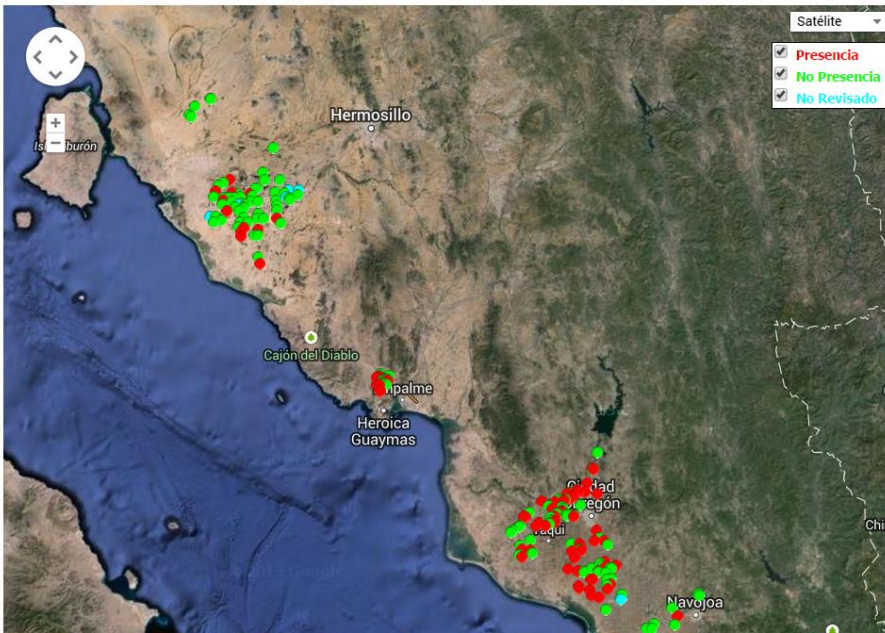 Satélite
Presencia
No Presencia
No Revisado
+
−
Hermosillo
Cajón del Diablo
Heroica
Guaymas
Navojoa